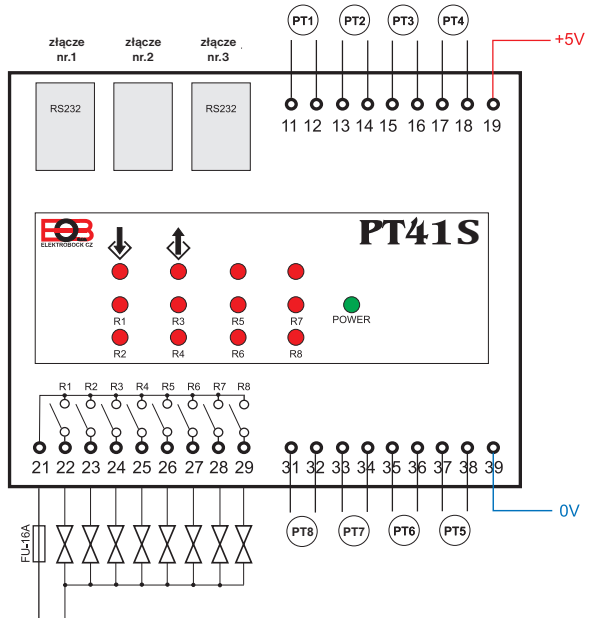 PT1 PT2 PT3 PT4
złącze złącze złącze
nr.1 nr.2 nr.3
+5V
RS232 RS232
11 12 13 14 15 16 17 18 19
EOB
ELEKTROBOCK CZ
PT41S
R1 R3 R5 R7 POWER
R2 R4 R6 R8
R1 R2 R3 R4 R5 R6 R7 R8
21 22 23 24 25 26 27 28 29
31 32 33 34 35 36 37 38 39
0V
FU-16A
PT8 PT7 PT6 PT5